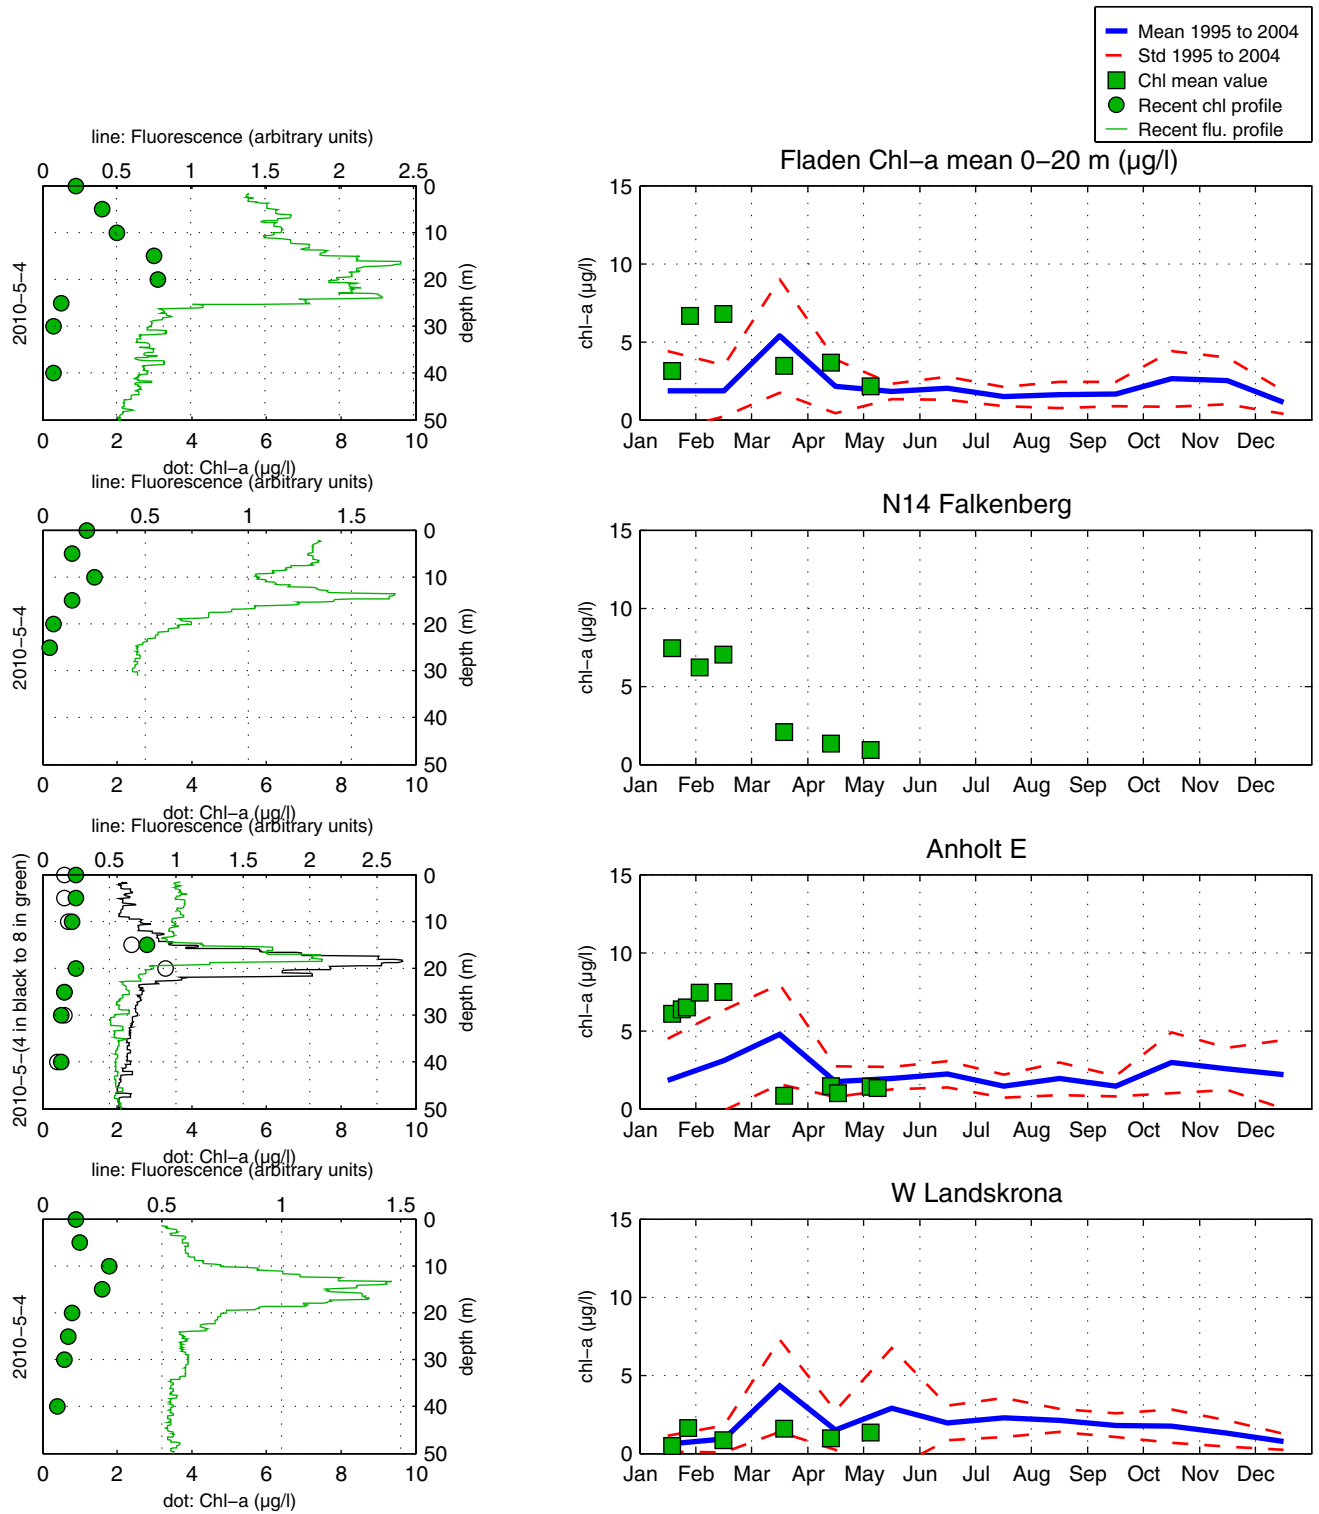 Mean 1995 to 2004
Std 1995 to 2004
Chl mean value
Recent chl profile
Recent flu. profile
line: Fluorescence (arbitrary units)
0 0.5 1 1.5 2 2.5
0
10
20
30
40
50
depth (m)
2010-5-4
0 2 4 6 8 10
dot: Chl-a (µg/l)
Fladen Chl-a mean 0-20 m (µg/l)
15
10
5
0
chl-a (µg/l)
Jan Feb Mar Apr May Jun Jul Aug Sep Oct Nov Dec
line: Fluorescence (arbitrary units)
0 0.5 1 1.5
0
10
20
30
40
50
depth (m)
2010-5-4
0 2 4 6 8 10
dot: Chl-a (µg/l)
N14 Falkenberg
15
10
5
0
chl-a (µg/l)
Jan Feb Mar Apr May Jun Jul Aug Sep Oct Nov Dec
line: Fluorescence (arbitrary units)
0 0.5 1 1.5 2 2.5
0
10
20
30
40
50
depth (m)
2010-5-(4 in black to 8 in green)
0 2 4 6 8 10
dot: Chl-a (µg/l)
Anholt E
15
10
5
0
chl-a (µg/l)
Jan Feb Mar Apr May Jun Jul Aug Sep Oct Nov Dec
line: Fluorescence (arbitrary units)
0 0.5 1 1.5
0
10
20
30
40
50
depth (m)
2010-5-4
0 2 4 6 8 10
dot: Chl-a (µg/l)
W Landskrona
15
10
5
0
chl-a (µg/l)
Jan Feb Mar Apr May Jun Jul Aug Sep Oct Nov Dec